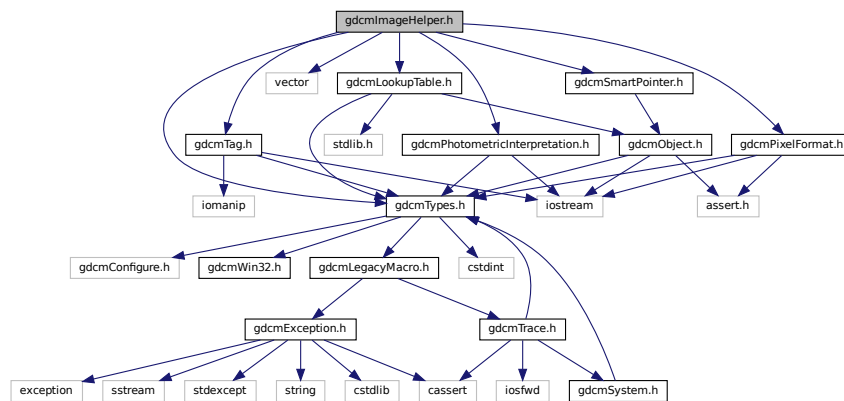 gdcmImageHelper.h
vector
gdcmLookupTable.h
gdcmSmartPointer.h
gdcmTag.h
stdlib.h
gdcmPhotometricInterpretation.h
gdcmObject.h
gdcmPixelFormat.h
iomanip
gdcmTypes.h
iostream
assert.h
gdcmConfigure.h
gdcmWin32.h
gdcmLegacyMacro.h
cstdint
gdcmException.h
gdcmTrace.h
exception
sstream
stdexcept
string
cstdlib
cassert
iosfwd
gdcmSystem.h